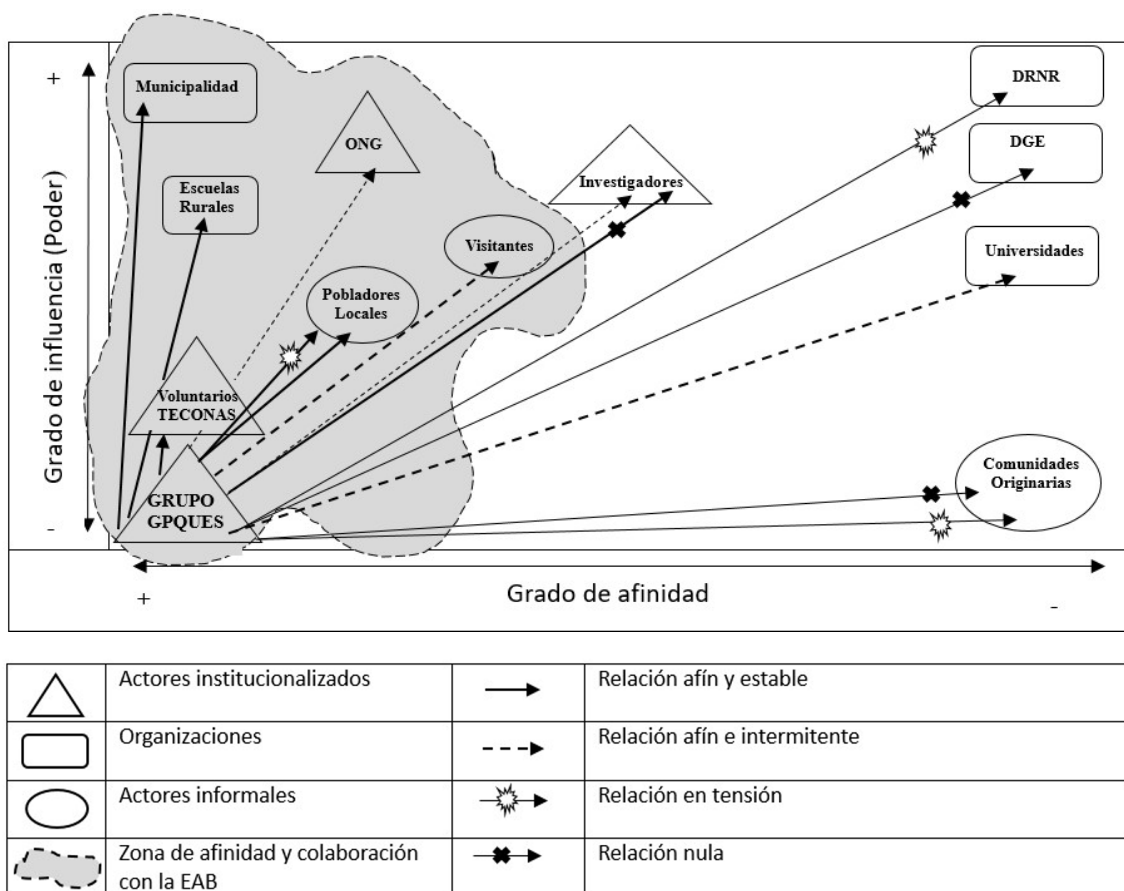 +
Municipalidad
DRNR
ONG
DGE
Investigadores
Escuelas
Rurales
Visitantes
Universidades
Pobladores
Locales
Grado de influencia (Poder)
Voluntarios
TECONAS
Comunidades
Originarias
GRUPO
GPQUES
-
Grado de afinidad
+
-
Actores institucionalizados
Relación afín y estable
Organizaciones
Relación afín e intermitente
Actores informales
Relación en tensión
Zona de afinidad y colaboración
con la EAB
Relación nula